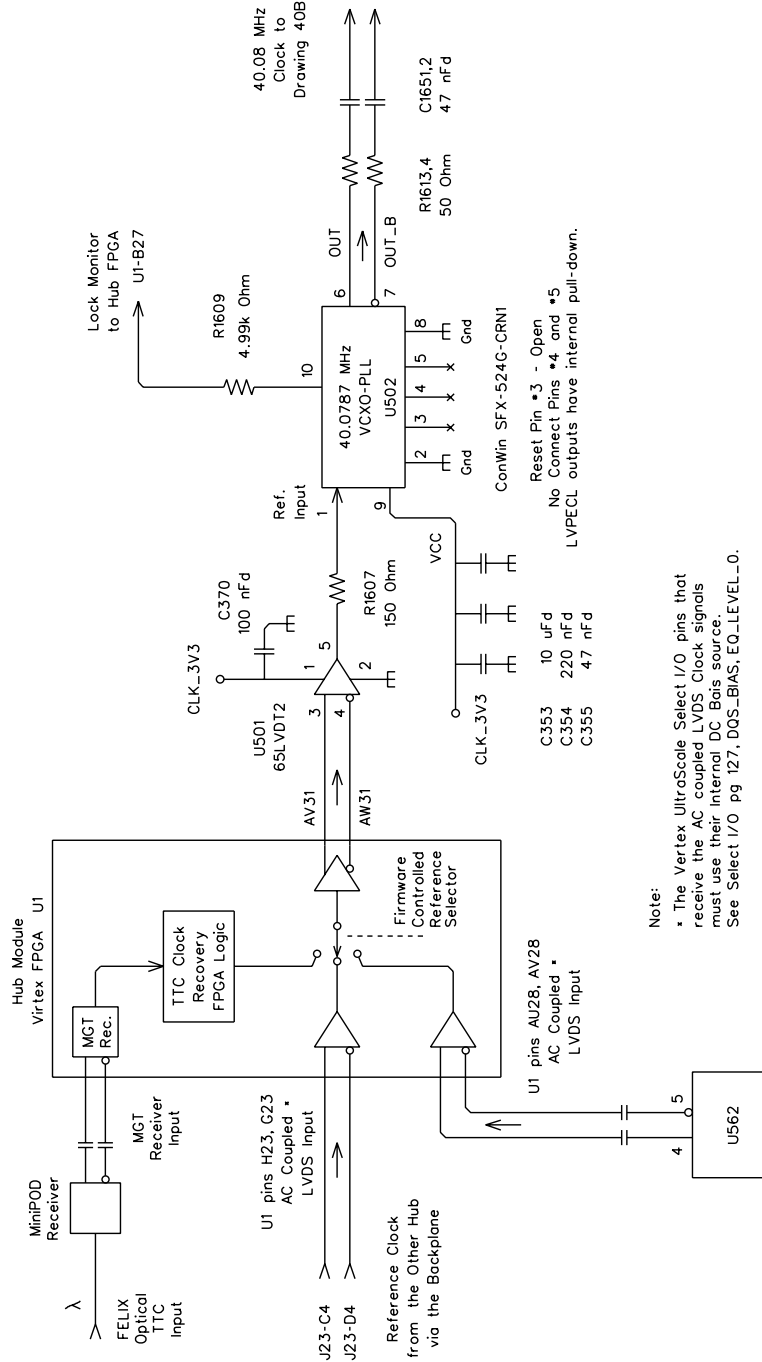 FELIX
Optical
TTC
Input
λ
MiniPOD
Receiver
MGT
Receiver
Input
Hub Module
Virtex FPGA U1
MGT
Rec.
TTC Clock
Recovery
FPGA Logic
J23-C4
J23-D4
Reference Clock
from the Other Hub
via the Backplane
U1 pins H23, G23
AC Coupled *
LVDS Input
Firmware
Controlled
Reference
Selector
U1 pins AU28, AV28
AC Coupled *
LVDS Input
4
5
U562
AV31
AW31
CLK_3V3
U501
65LVDT2
C370
100 nFd
1
2
3
4
5
R1607
150 Ohm
Ref.
Input
1
40.0787 MHz
VCXO-PLL
U502
10
R1609
4.99k Ohm
Lock Monitor
to Hub FPGA
U1-B27
6
OUT
7
OUT_B
9
VCC
2
3
4
5
8
Gnd
Gnd
R1613,4
50 Ohm
C1651,2
47 nFd
40.08 MHz
Clock to
Drawing 40B
CLK_3V3
C353 10 uFd
C354 220 nFd
C355 47 nFd
ConWin SFX-524G-CRN1
Reset Pin *3 - Open
No Connect Pins *4 and *5
LVPECL outputs have internal pull-down.
Note:
* The Vertex UltraScale Select I/O pins that
receive the AC coupled LVDS Clock signals
must use their Internal DC Bais source.
See Select I/O pg 127, DQS_BIAS, EQ_LEVEL_0.